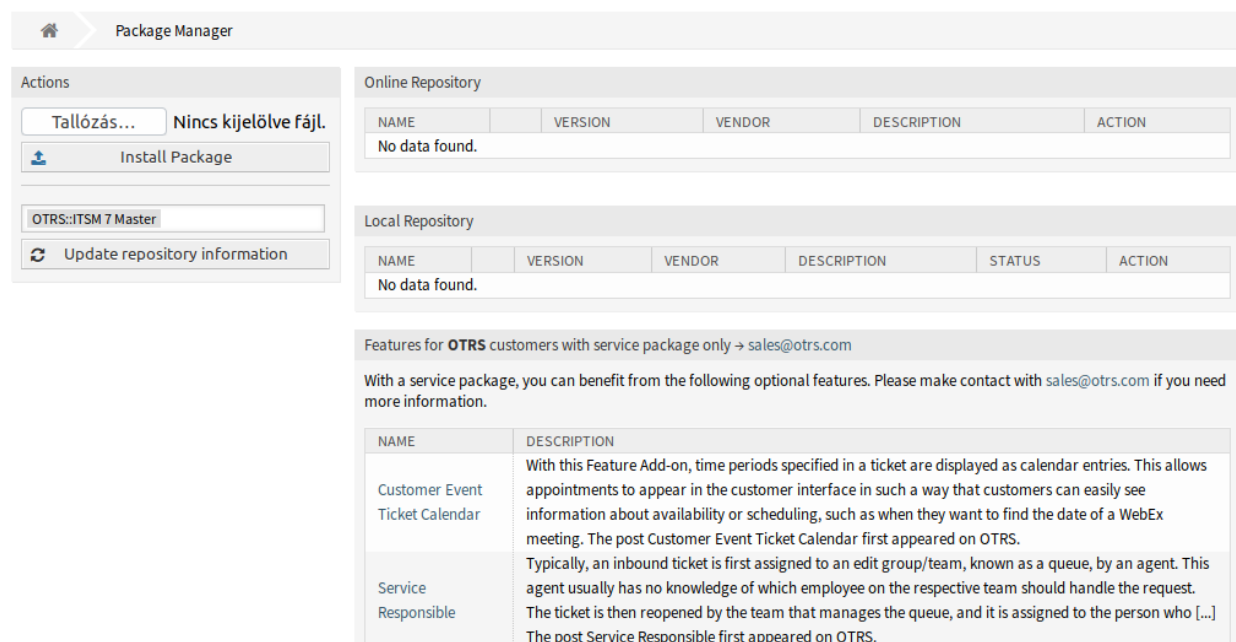 Package Manager
Actions
Tallózás... Nincs kijelölve fájl.
Install Package
OTRS::ITSM 7 Master
Update repository information
Online Repository
NAME VERSION VENDOR DESCRIPTION ACTION
No data found.
Local Repository
NAME VERSION VENDOR DESCRIPTION STATUS ACTION
No data found.
Features for OTRS customers with service package only → sales@otrs.com
With a service package, you can benefit from the following optional features. Please make contact with sales@otrs.com if you need
more information.
NAME DESCRIPTION
Customer Event
Ticket Calendar
With this Feature Add-on, time periods specified in a ticket are displayed as calendar entries. This allows
appointments to appear in the customer interface in such a way that customers can easily see
information about availability or scheduling, such as when they want to find the date of a WebEx
meeting. The post Customer Event Ticket Calendar first appeared on OTRS.
Service
Responsible
Typically, an inbound ticket is first assigned to an edit group/team, known as a queue, by an agent. This
agent usually has no knowledge of which employee on the respective team should handle the request.
The ticket is then reopened by the team that manages the queue, and it is assigned to the person who [...]
The post Service Responsible first appeared on OTRS.